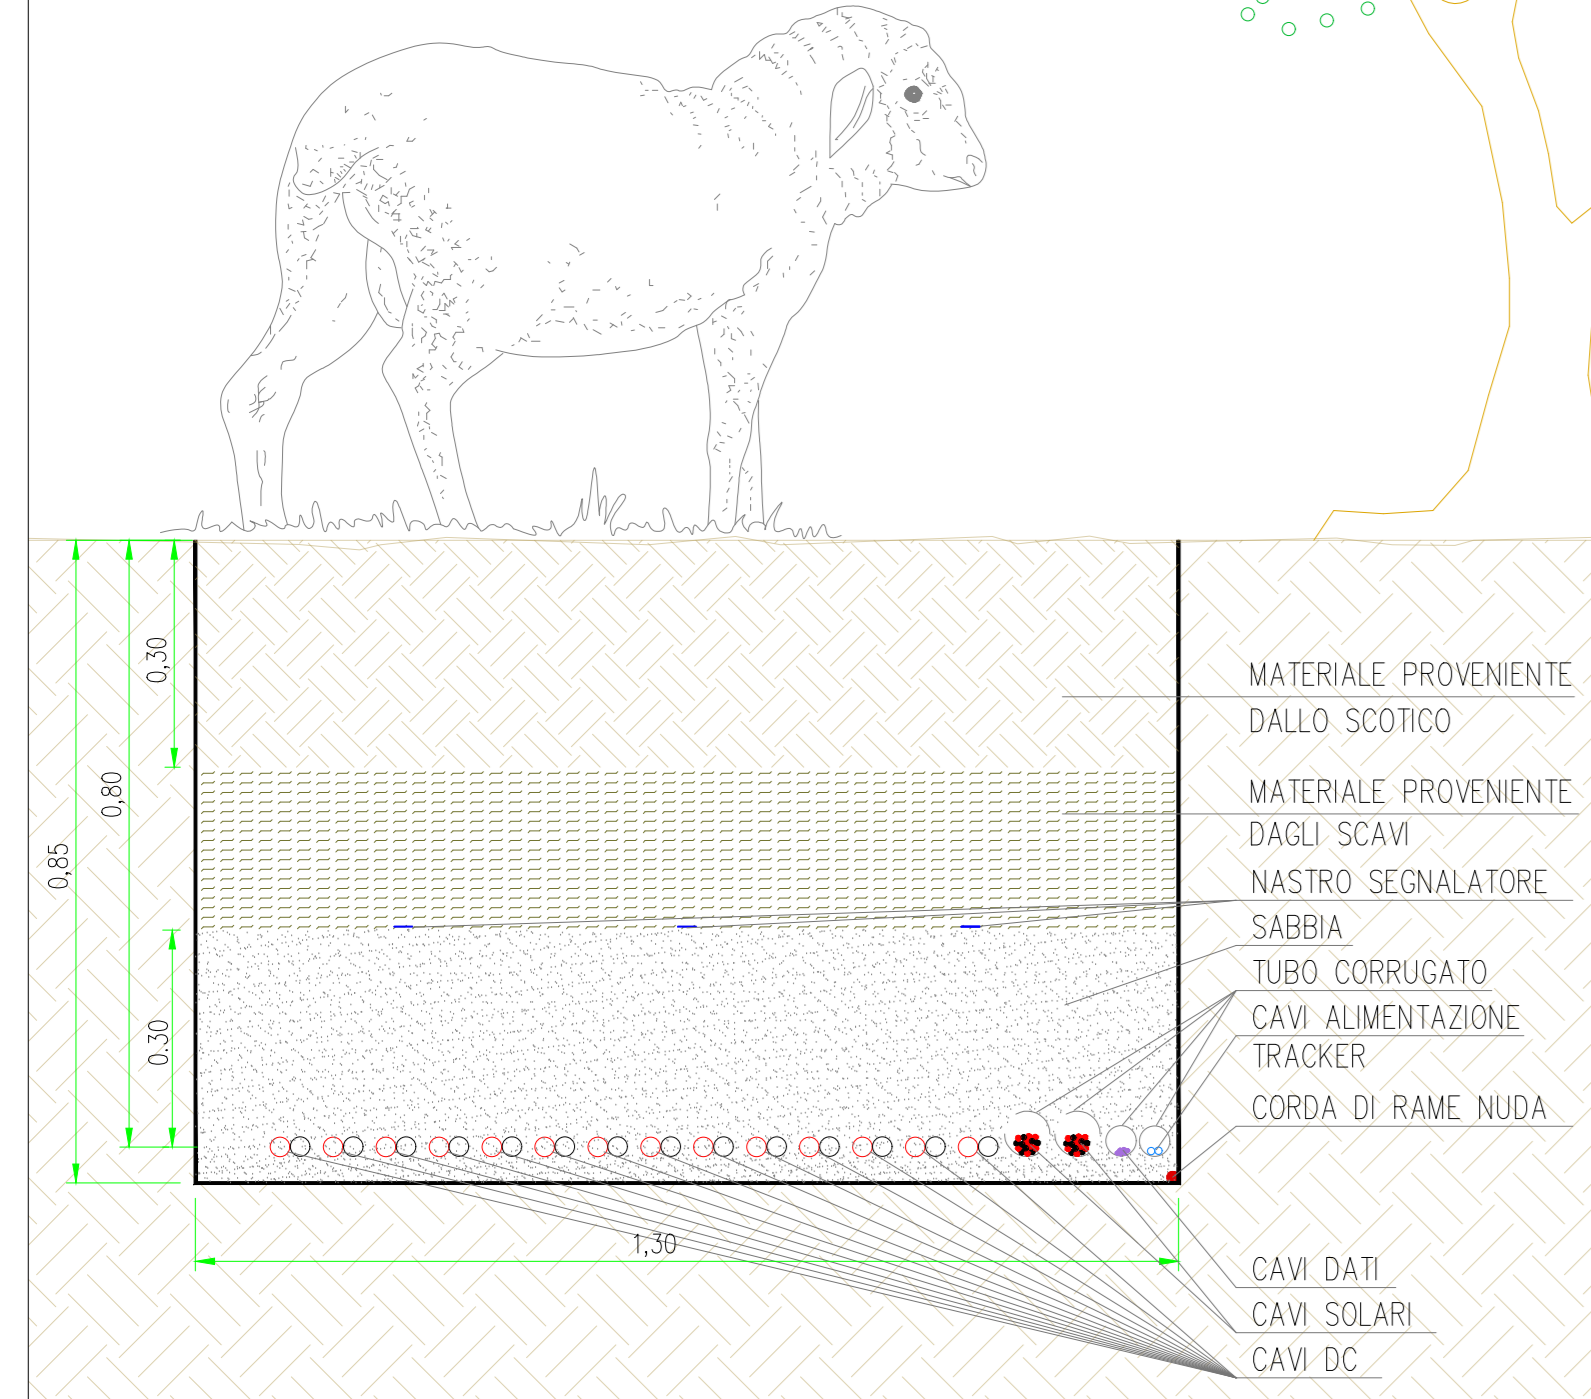 0,30
0,80
0,85
0.30
1,30
MATERIALE PROVENIENTE
DALLO SCOTICO
MATERIALE PROVENIENTE
DAGLI SCAVI
NASTRO SEGNALATORE
SABBIA
TUBO CORRUGATO
CAVI ALIMENTAZIONE
TRACKER
CORDA DI RAME NUDA
CAVI DATI
CAVI SOLARI
CAVI DC